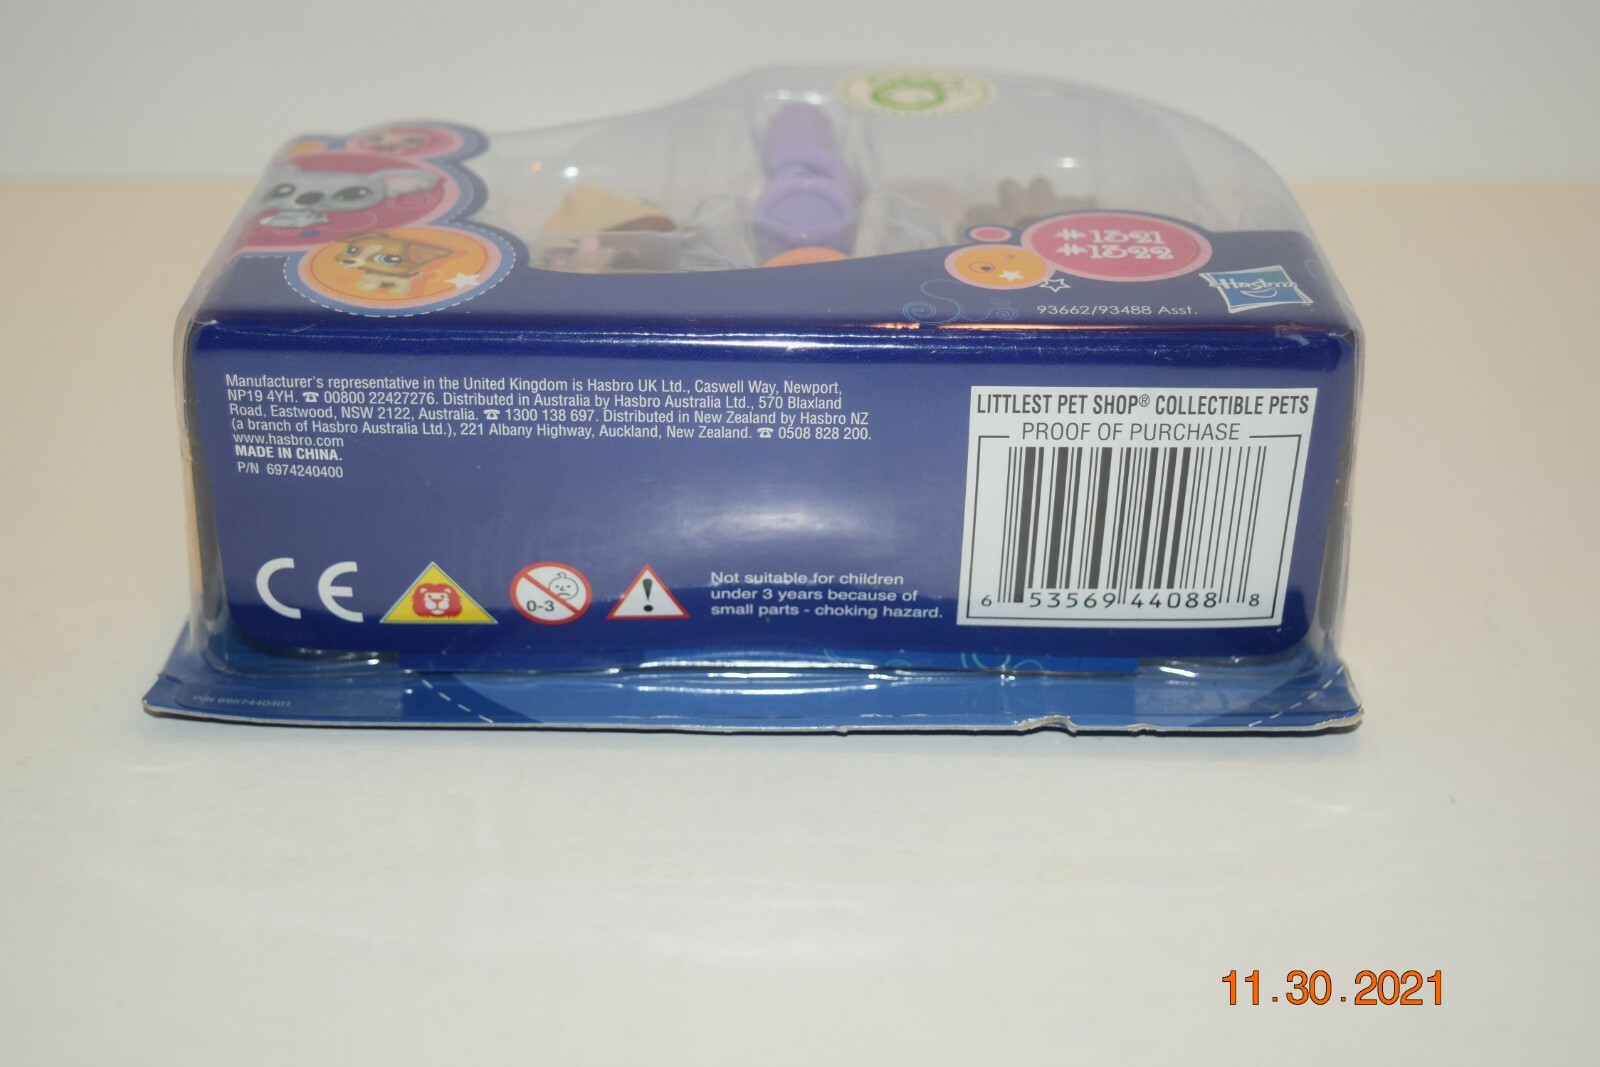 #1321
#1322
Hasbro
93662/93488 Asst.
Manufacturer's representative in the United Kingdom is Hasbro UK Ltd., Caswell Way, Newport,
NP19 4YH. ☎ 00800 22427276. Distributed in Australia by Hasbro Australia Ltd., 570 Blaxland
Road, Eastwood, NSW 2122, Australia. ☎ 1300 138 697. Distributed in New Zealand by Hasbro NZ
(a branch of Hasbro Australia Ltd.), 221 Albany Highway, Auckland, New Zealand. ☎ 0508 828 200.
www.hasbro.com
MADE IN CHINA.
P/N 6974240400
LITTLEST PET SHOP® COLLECTIBLE PETS
PROOF OF PURCHASE
6 53569 44088 8
CE
0-3
!
Not suitable for children
under 3 years because of
small parts - choking hazard.
P/N 6957440401
11.30.2021